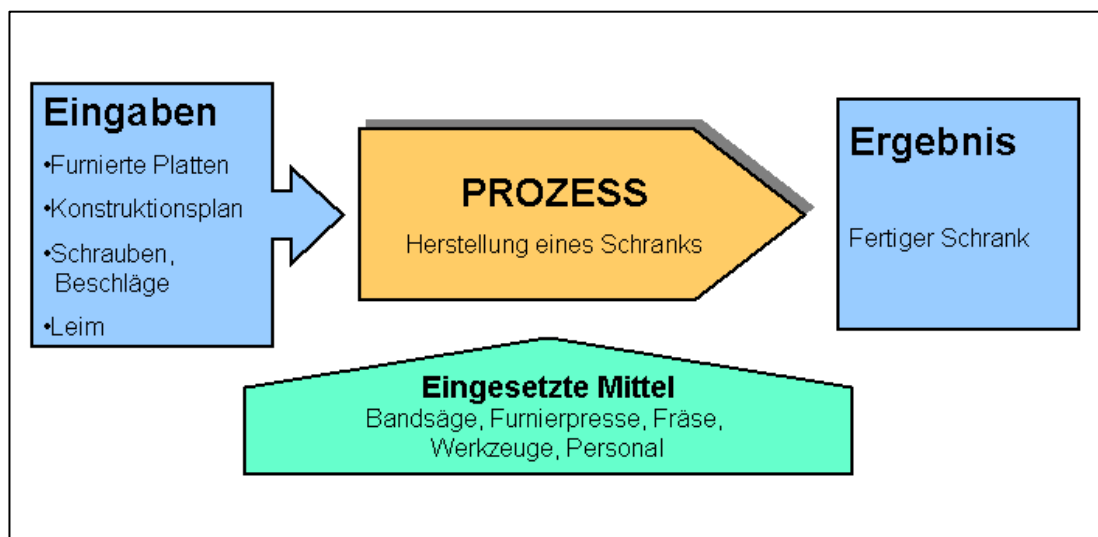 Eingaben
•Furnierte Platten
•Konstruktionsplan
•Schrauben,
Beschläge
•Leim
PROZESS
Herstellung eines Schranks
Ergebnis
Fertiger Schrank
Eingesetzte Mittel
Bandsäge, Furnierpresse, Fräse,
Werkzeuge, Personal